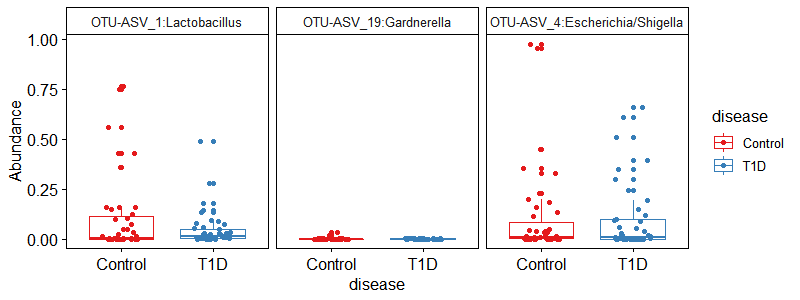 OTU-ASV_1:Lactobacillus
OTU-ASV_19:Gardnerella
OTU-ASV_4:Escherichia/Shigella
1.00
0.75
0.50
0.25
0.00
Abundance
Control
T1D
Control
T1D
Control
T1D
disease
disease
Control
T1D